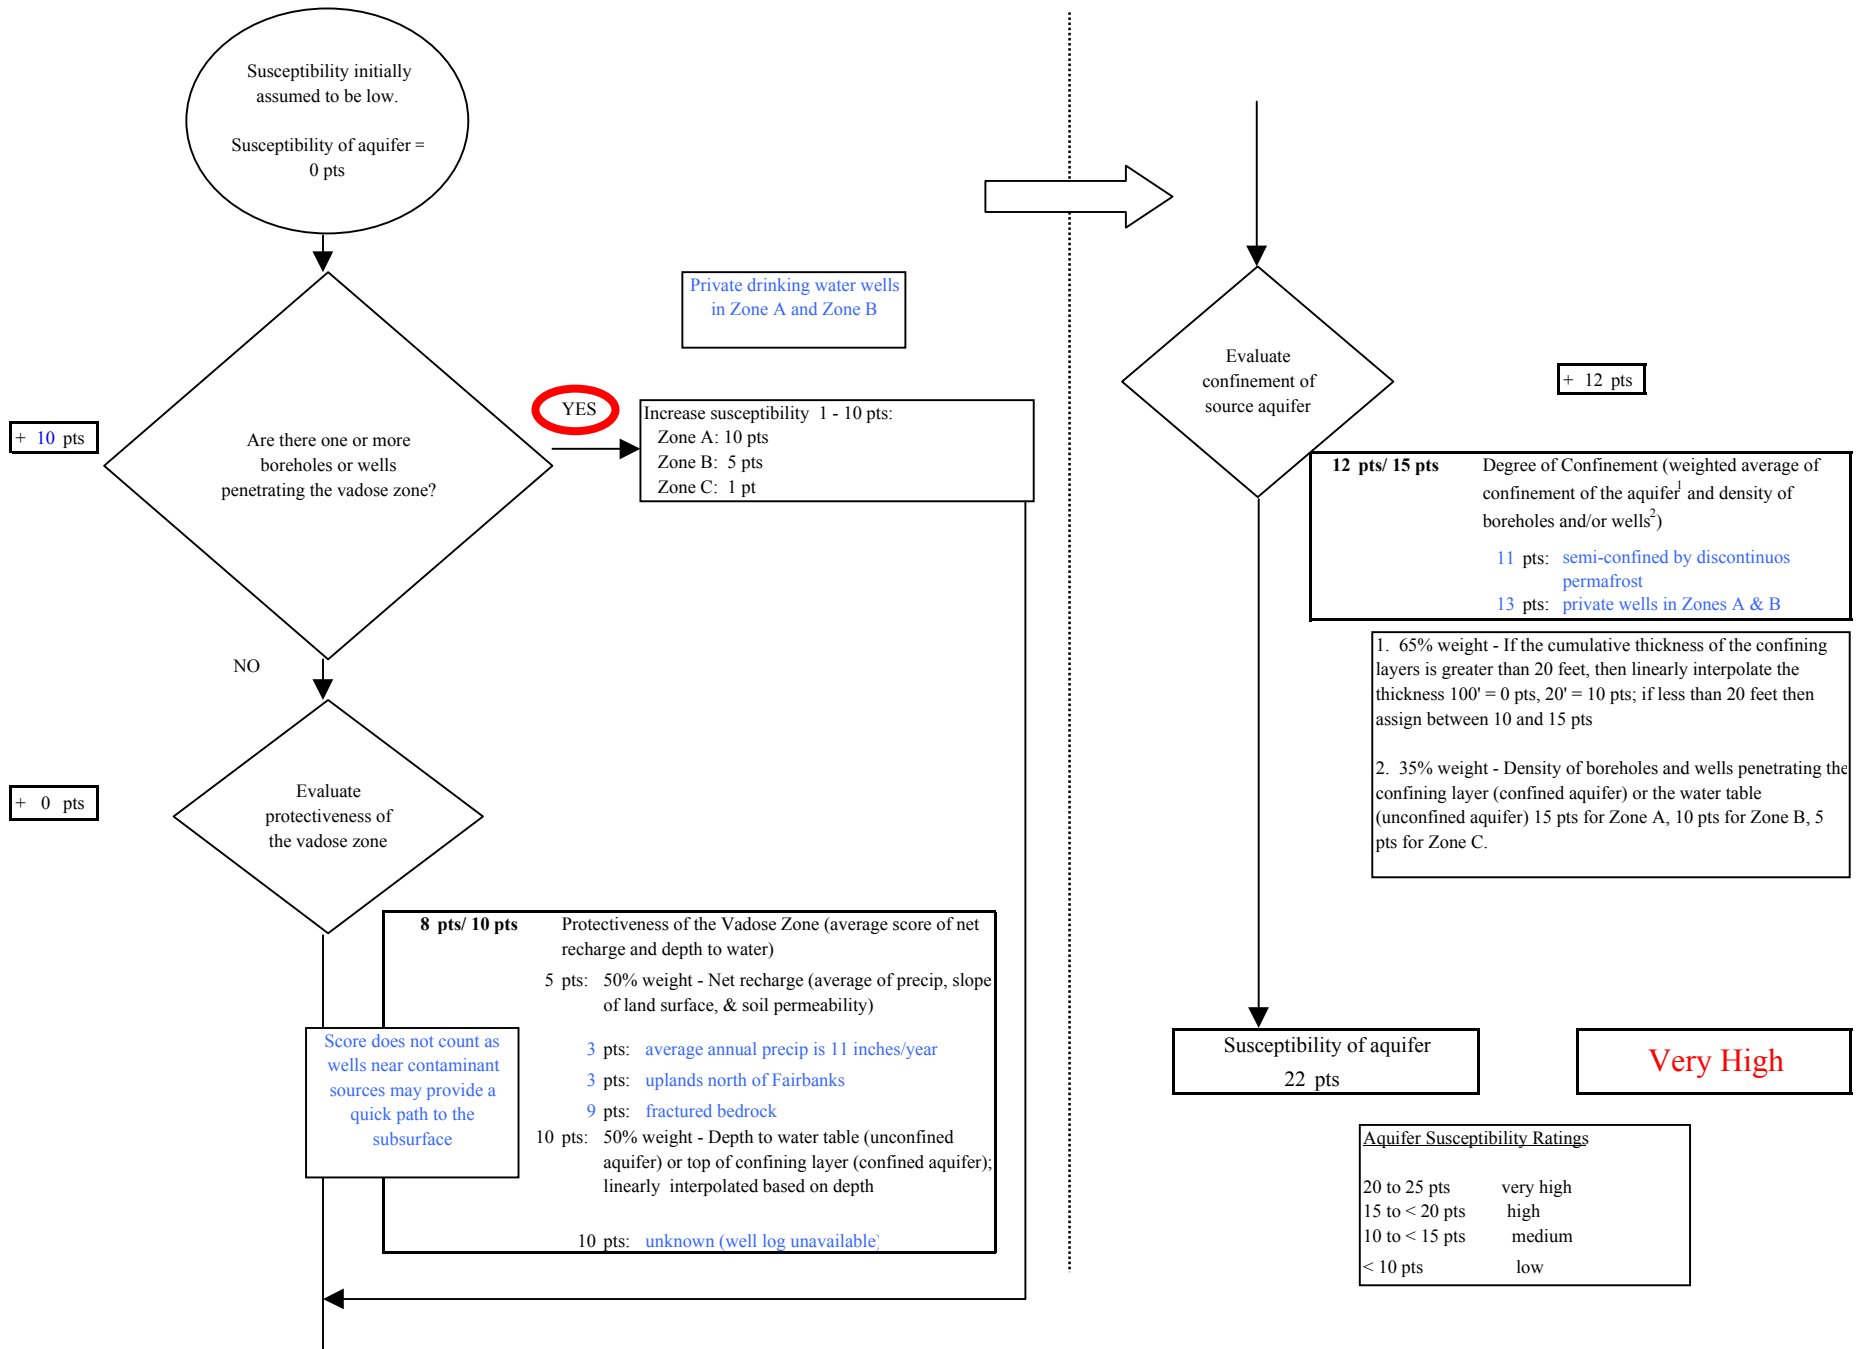 Susceptibility initially
assumed to be low.
Susceptibility of aquifer =
0 pts
Private drinking water wells
in Zone A and Zone B
YES
+ 10 pts
Are there one or more
boreholes or wells
penetrating the vadose zone?
Increase susceptibility 1 - 10 pts:
Zone A: 10 pts
Zone B: 5 pts
Zone C: 1 pt
NO
+ 0 pts
Evaluate
protectiveness of
the vadose zone
8 pts/ 10 pts Protectiveness of the Vadose Zone (average score of net
recharge and depth to water)
5 pts: 50% weight - Net recharge (average of precip, slope
of land surface, & soil permeability)
3 pts: average annual precip is 11 inches/year
3 pts: uplands north of Fairbanks
9 pts: fractured bedrock
10 pts: 50% weight - Depth to water table (unconfined
aquifer) or top of confining layer (confined aquifer);
linearly interpolated based on depth
10 pts: unknown (well log unavailable)
Score does not count as
wells near contaminant
sources may provide a
quick path to the
subsurface
Evaluate
confinement of
source aquifer
+ 12 pts
12 pts/ 15 pts Degree of Confinement (weighted average of
confinement of the aquifer1 and density of
boreholes and/or wells2)
11 pts: semi-confined by discontinuos
permafrost
13 pts: private wells in Zones A & B
1. 65% weight - If the cumulative thickness of the confining
layers is greater than 20 feet, then linearly interpolate the
thickness 100' = 0 pts, 20' = 10 pts; if less than 20 feet then
assign between 10 and 15 pts
2. 35% weight - Density of boreholes and wells penetrating the
confining layer (confined aquifer) or the water table
(unconfined aquifer) 15 pts for Zone A, 10 pts for Zone B, 5
pts for Zone C.
Susceptibility of aquifer
22 pts
Very High
Aquifer Susceptibility Ratings
20 to 25 pts very high
15 to < 20 pts high
10 to < 15 pts medium
< 10 pts low